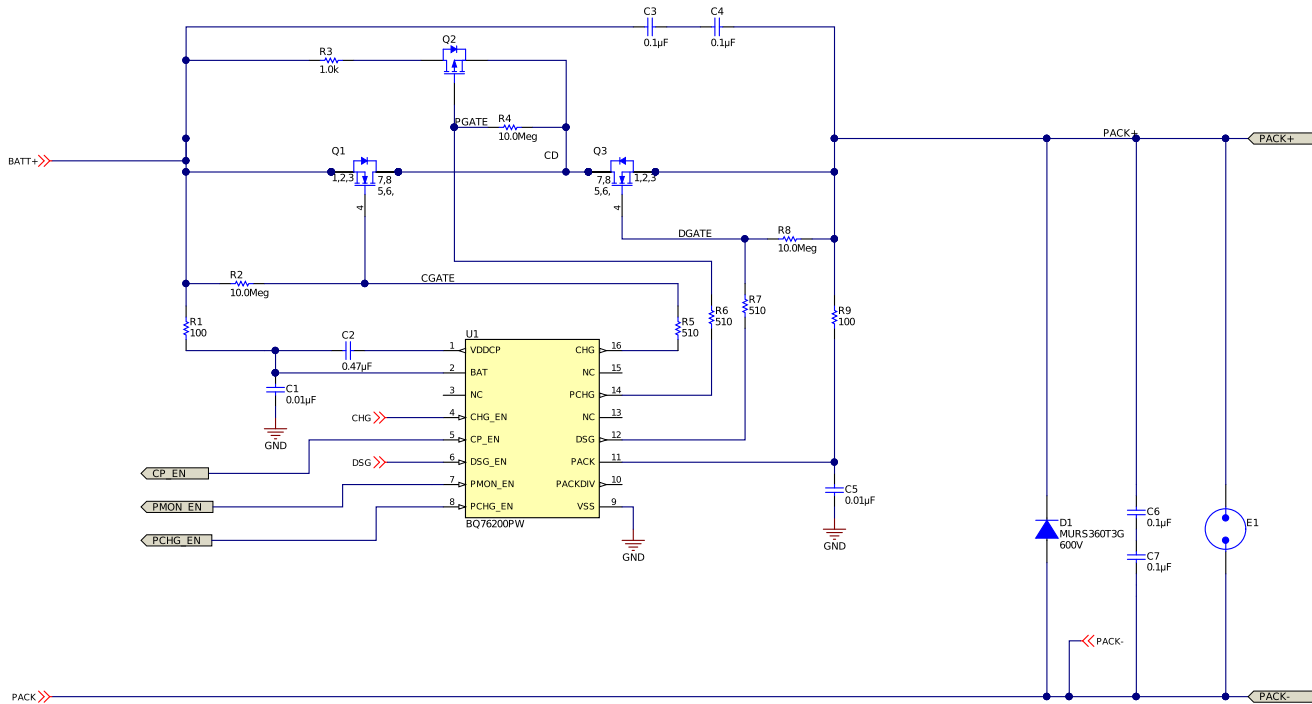 C3
0.1µF
C4
0.1µF
Q2
R3
1.0k
PGATE
R4
10.0Meg
PACK+
PACK+
BATT+
Q1
1,2,3
7,8
5,6,
4
CD
Q3
7,8
5,6,
1,2,3
4
DGATE
R8
10.0Meg
R2
10.0Meg
CGATE
R1
100
R5
510
R6
510
R7
510
R9
100
C2
0.47µF
C1
0.01µF
GND
U1
1 VDDCP
2 BAT
3 NC
4 CHG_EN
5 CP_EN
6 DSG_EN
7 PMON_EN
8 PCHG_EN
CHG 16
NC 15
PCHG 14
NC 13
DSG 12
PACK 11
PACKDIV 10
VSS 9
BQ76200PW
CHG
DSG
CP_EN
PMON_EN
PCHG_EN
GND
C5
0.01µF
GND
D1
MURS360T3G
600V
C6
0.1µF
C7
0.1µF
E1
PACK-
PACK
PACK-